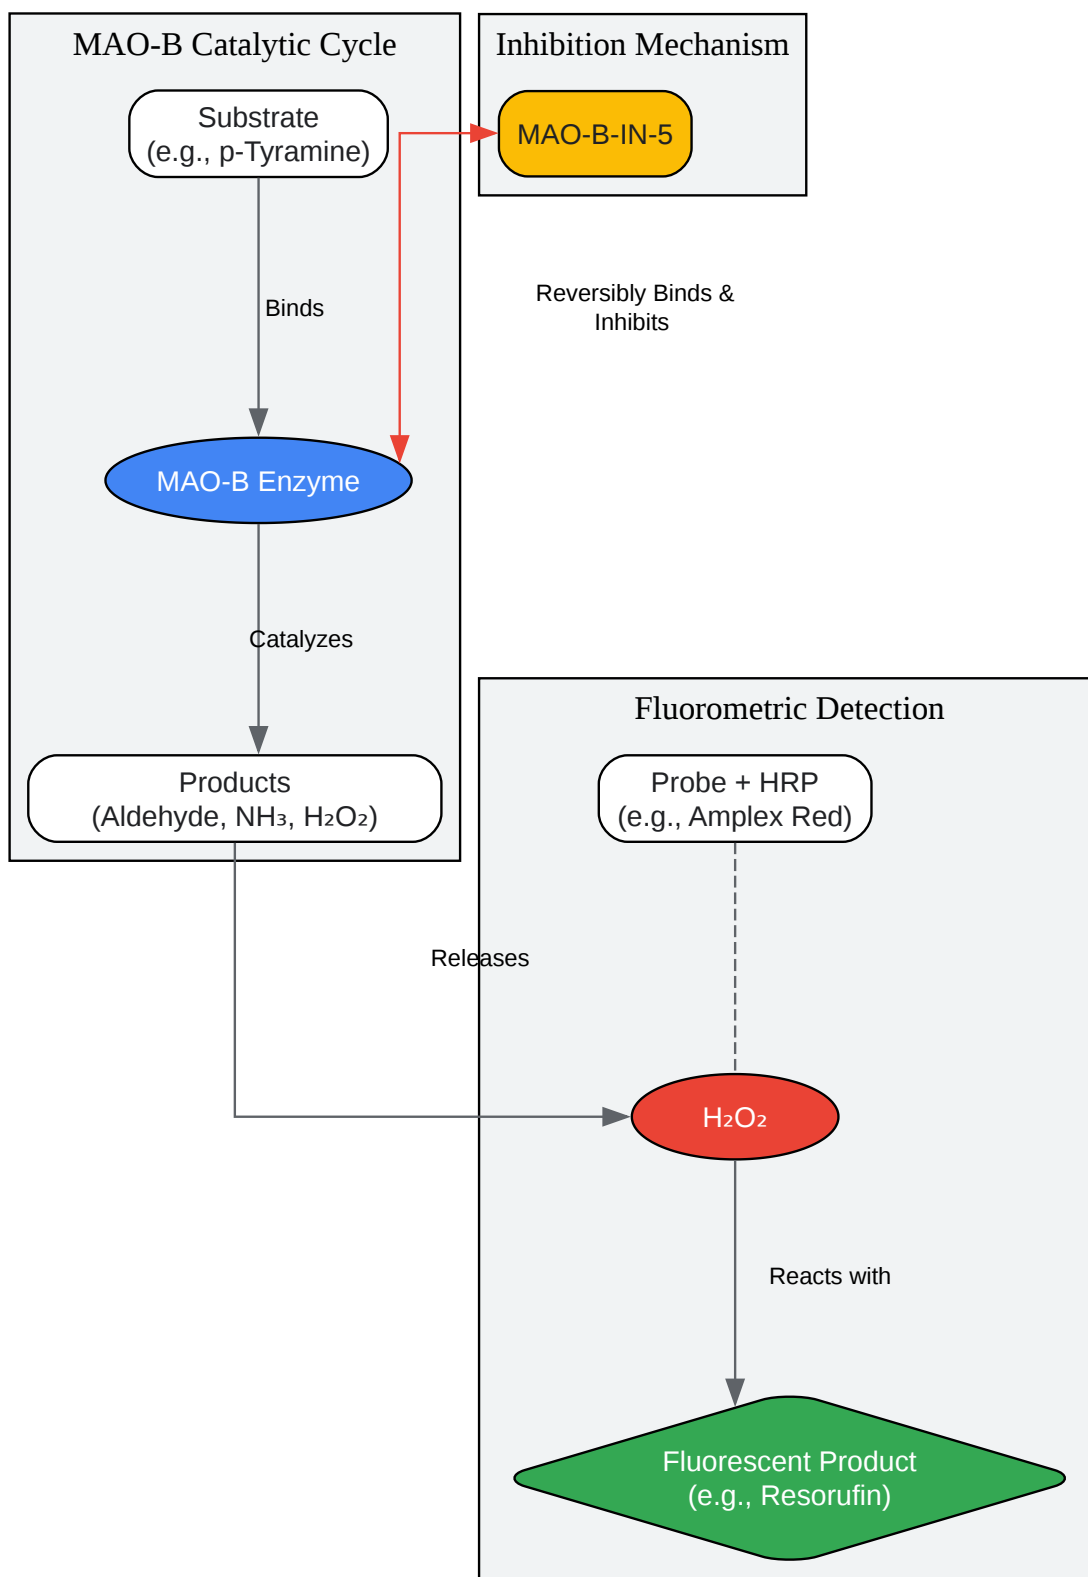 MAO-B Catalytic Cycle
Inhibition Mechanism
Substrate
(e.g., p-Tyramine)
MAO-B-IN-5
Binds
Reversibly Binds &
Inhibits
MAO-B Enzyme
Catalyzes
Fluorometric Detection
Products
(Aldehyde, NH₃, H₂O₂)
Probe + HRP
(e.g., Amplex Red)
Releases
H₂O₂
Reacts with
Fluorescent Product
(e.g., Resorufin)